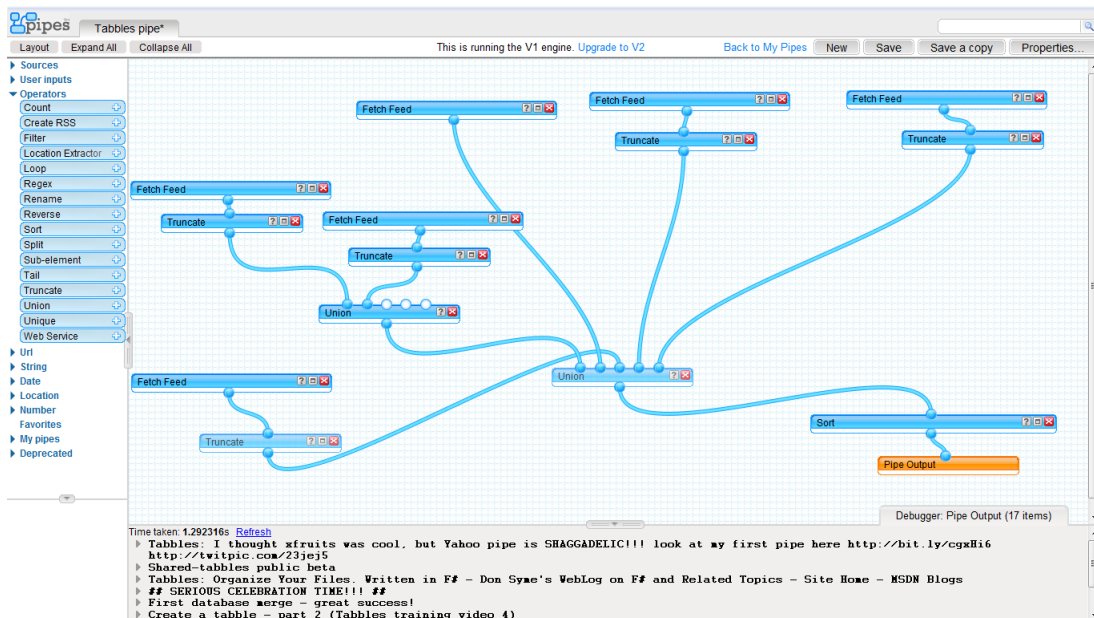 pipes
Tabbles pipe*
Layout Expand All Collapse All
This is running the V1 engine. Upgrade to V2
Back to My Pipes New Save Save a copy Properties...
Sources
User inputs
Operators
Count
Create RSS
Filter
Location Extractor
Loop
Regex
Rename
Reverse
Sort
Split
Sub-element
Tail
Truncate
Union
Unique
Web Service
Url
String
Date
Location
Number
Favorites
My pipes
Deprecated
Fetch Feed
Fetch Feed
Fetch Feed
Truncate
Truncate
Fetch Feed
Truncate
Fetch Feed
Truncate
Union
Fetch Feed
Union
Truncate
Sort
Pipe Output
Debugger: Pipe Output (17 items)
Time taken: 1.292316s Refresh
Tabbles: I thought xfruits was cool, but Yahoo pipe is SHAGGADELIC!!! look at my first pipe here http://bit.ly/cgxHi6
http://twitpic.com/23jej5
Shared-tabbles public beta
Tabbles: Organize Your Files. Written in F# - Don Syme's WebLog on F# and Related Topics - Site Home - MSDN Blogs
## SERIOUS CELEBRATION TIME!!! ##
First database merge - great success!
Create a tabble - part 2 (Tabbles training video 4)